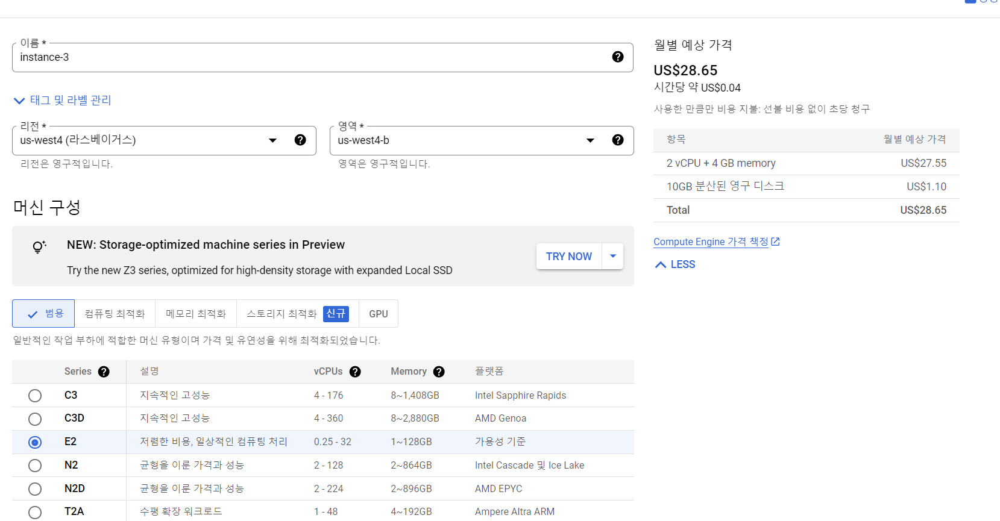 이름 *
instance-3
태그 및 라벨 관리
리전 *
us-west4 (라스베이거스)
리전은 영구적입니다.
영역 *
us-west4-b
영역은 영구적입니다.
머신 구성
NEW: Storage-optimized machine series in Preview
Try the new Z3 series, optimized for high-density storage with expanded Local SSD
TRY NOW
범용
컴퓨팅 최적화
메모리 최적화
스토리지 최적화 신규
GPU
일반적인 작업 부하에 적합한 머신 유형이며 가격 및 유연성을 위해 최적화되었습니다.
Series 설명 vCPUs Memory 플랫폼
C3 지속적인 고성능 4 - 176 8~1,408GB Intel Sapphire Rapids
C3D 지속적인 고성능 4 - 360 8~2,880GB AMD Genoa
E2 저렴한 비용, 일상적인 컴퓨팅 처리 0.25 - 32 1~128GB 가용성 기준
N2 균형을 이룬 가격과 성능 2 - 128 2~864GB Intel Cascade 및 Ice Lake
N2D 균형을 이룬 가격과 성능 2 - 224 2~896GB AMD EPYC
T2A 수평 확장 워크로드 1 - 48 4~192GB Ampere Altra ARM
월별 예상 가격
US$28.65
시간당 약 US$0.04
사용한 만큼만 비용 지불: 선불 비용 없이 초당 청구
항목 월별 예상 가격
2 vCPU + 4 GB memory US$27.55
10GB 분산된 영구 디스크 US$1.10
Total US$28.65
Compute Engine 가격 책정
LESS